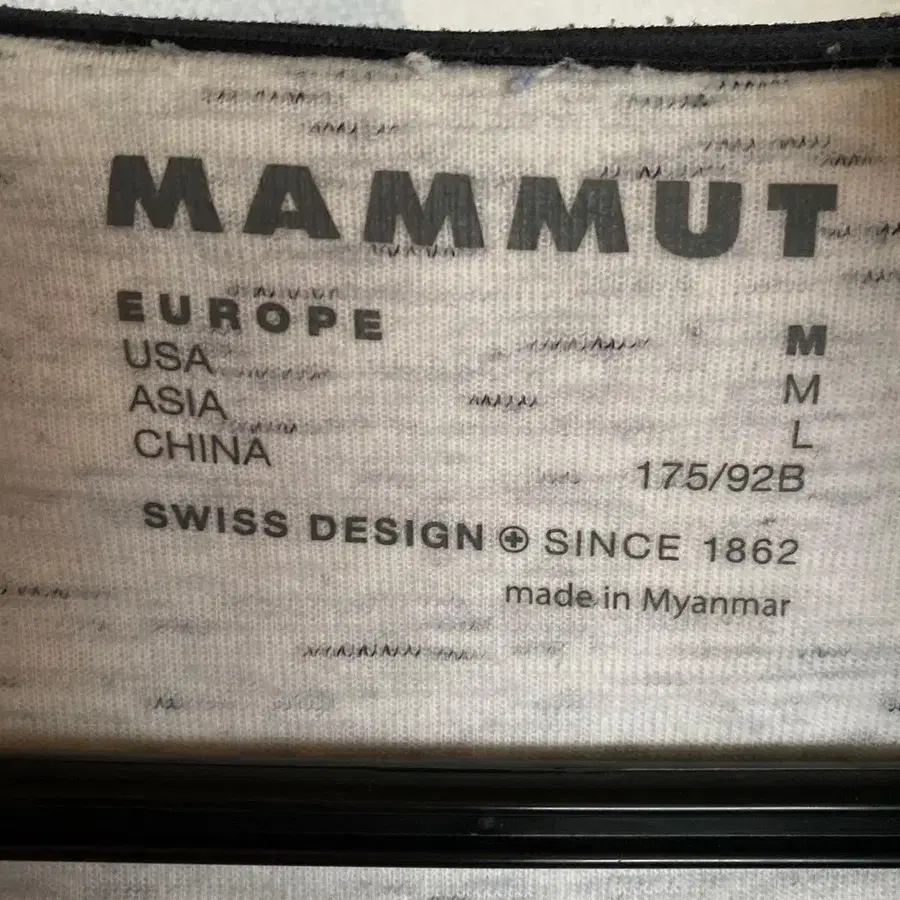 MAMMUT
EUROPE M
USA M
ASIA L
CHINA 175/92B
SWISS DESIGN SINCE 1862
made in Myanmar